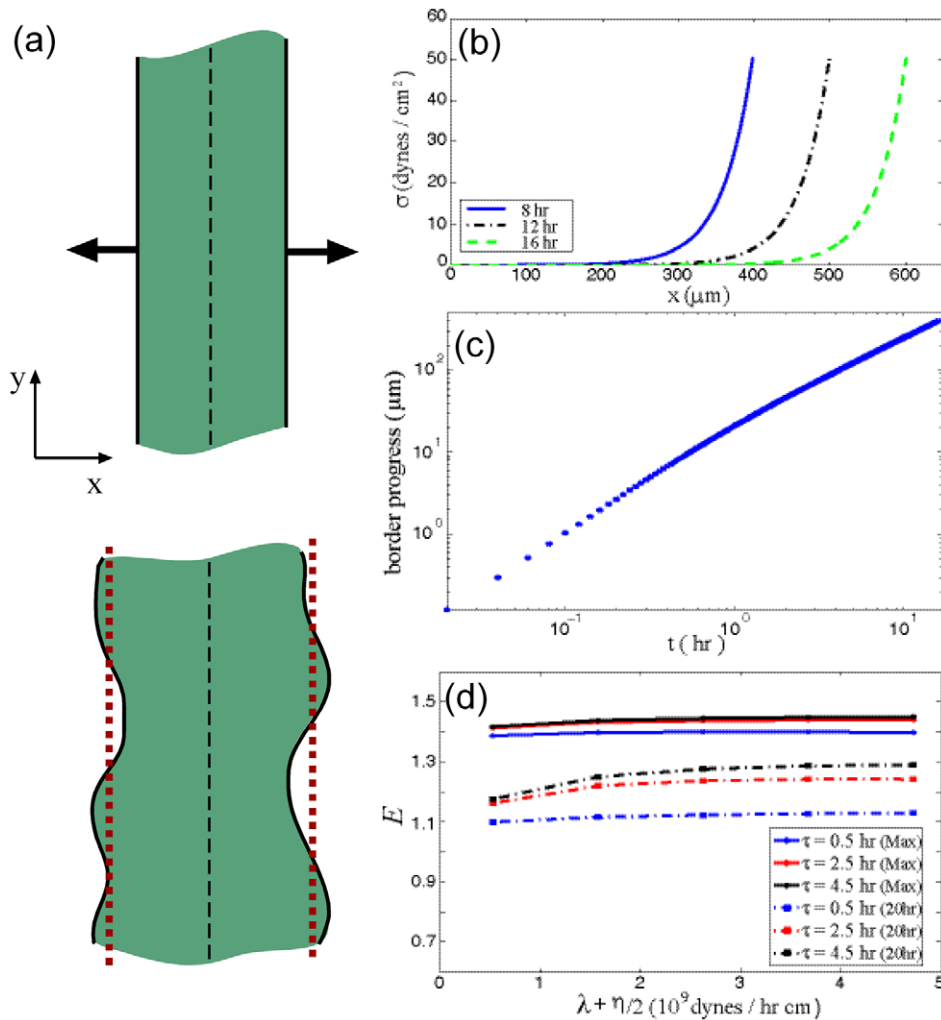 (a)
y
x
(b)
σ (dynes / cm²)
60
50
40
30
20
10
0
8 hr
12 hr
16 hr
0 100 200 300 400 500 600
x (μm)
(c)
border progress (μm)
10²
10¹
10⁰
10⁻¹ 10⁰ 10¹
t ( hr )
(d)
E
1.5
1.3
1.1
0.9
0.7
τ = 0.5 hr (Max)
τ = 2.5 hr (Max)
τ = 4.5 hr (Max)
τ = 0.5 hr (20hr)
τ = 2.5 hr (20hr)
τ = 4.5 hr (20hr)
0 1 2 3 4 5
λ + η/2 (10⁹ dynes / hr cm)